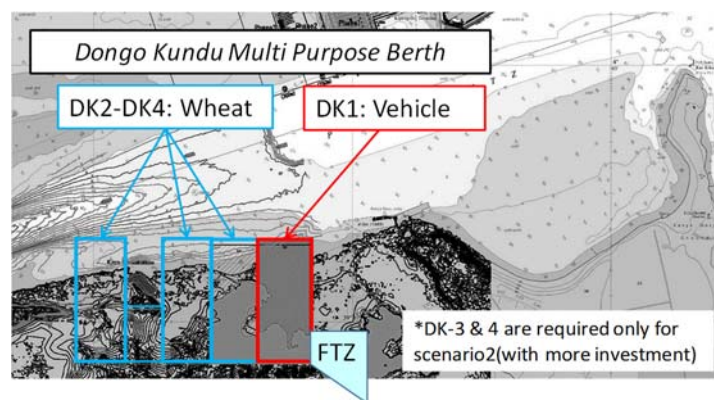 Dongo Kundu Multi Purpose Berth
DK2-DK4: Wheat
DK1: Vehicle
FTZ
*DK-3 & 4 are required only for
scenario2(with more investment)